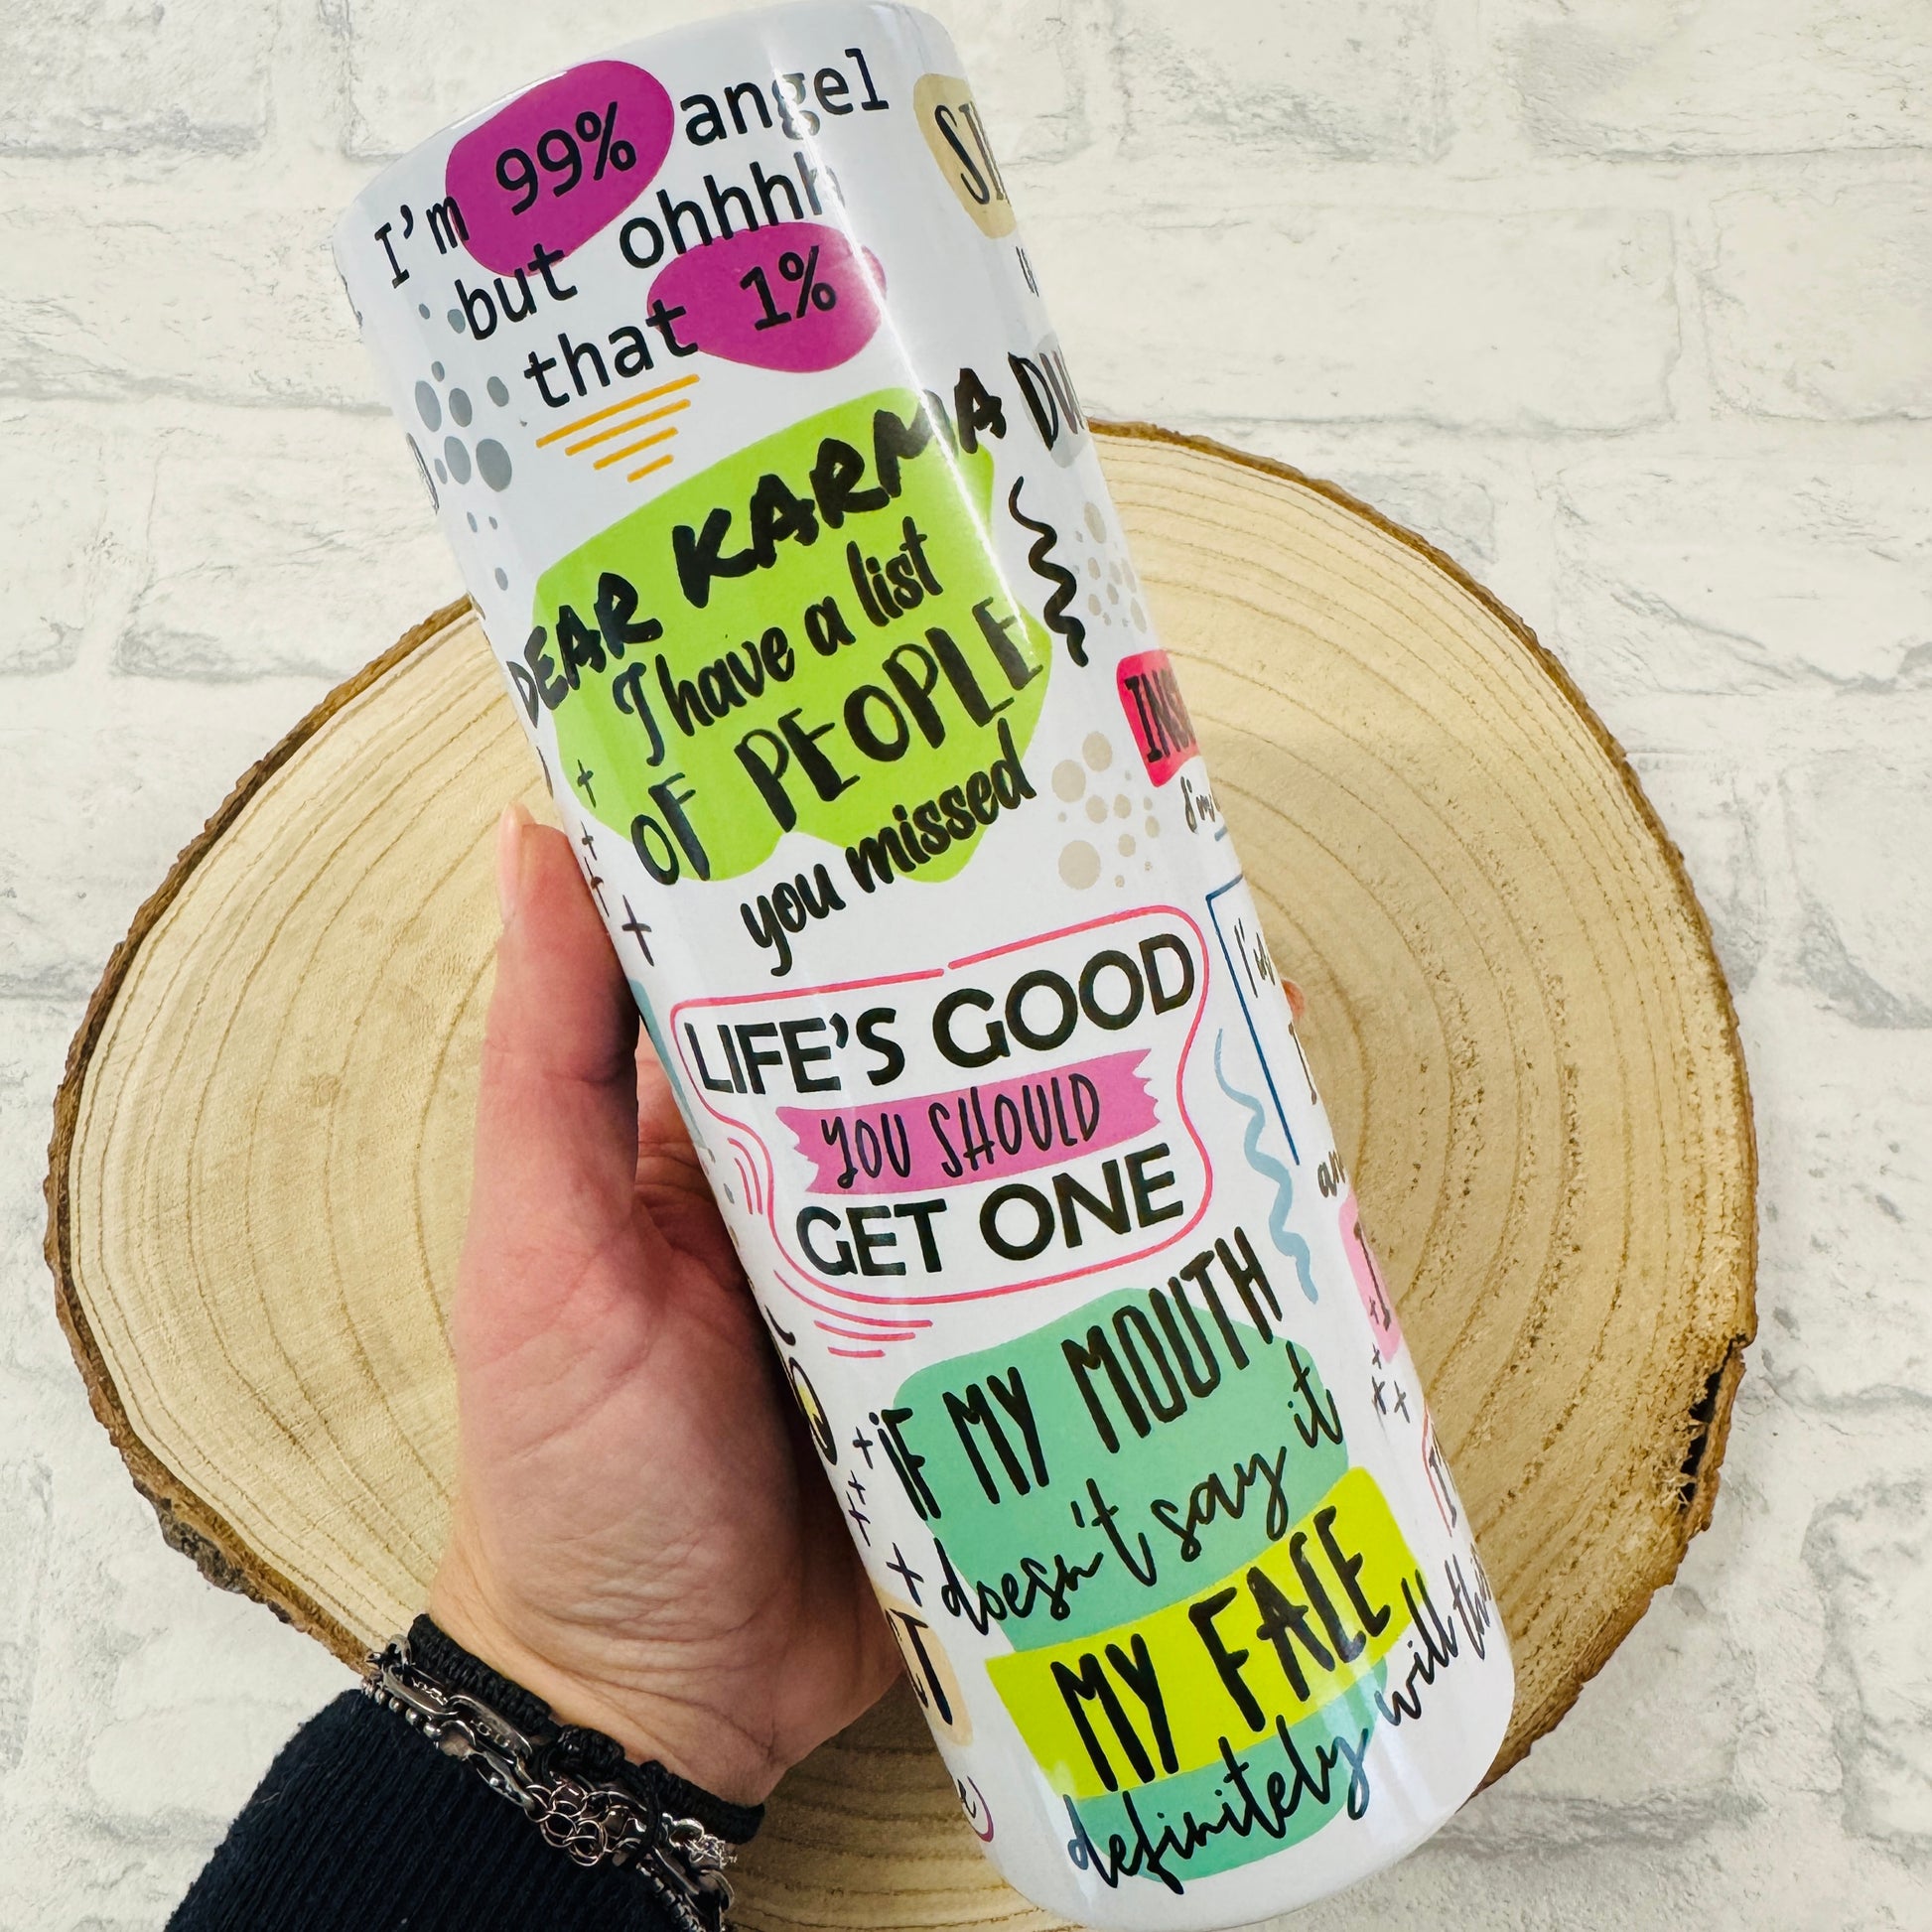 I'm 99% angel
but ohhhh
that 1%
DEAR KARMA
I have a list
OF PEOPLE
you missed
LIFE'S GOOD
YOU SHOULD
GET ONE
IF MY MOUTH
doesn't say it
MY FACE
definitely will